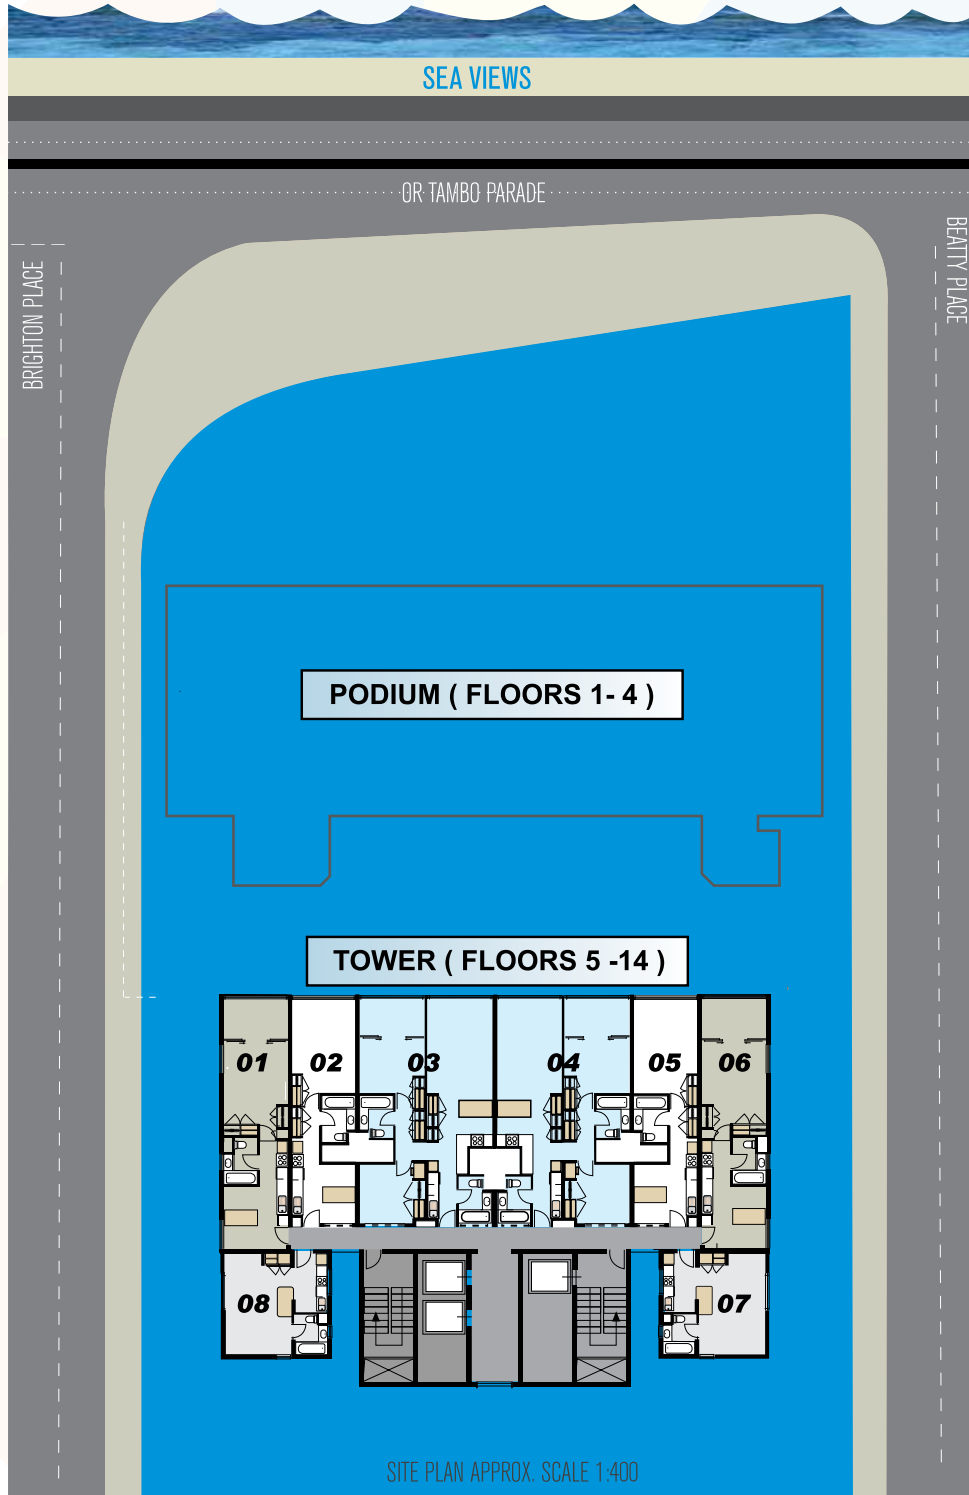 SEA VIEWS
OR TAMBO PARADE
BRIGHTON PLACE
BEATTY PLACE
PODIUM ( FLOORS 1- 4 )
TOWER ( FLOORS 5 -14 )
01 02 03 04 05 06
08 07
SITE PLAN APPROX. SCALE 1:400